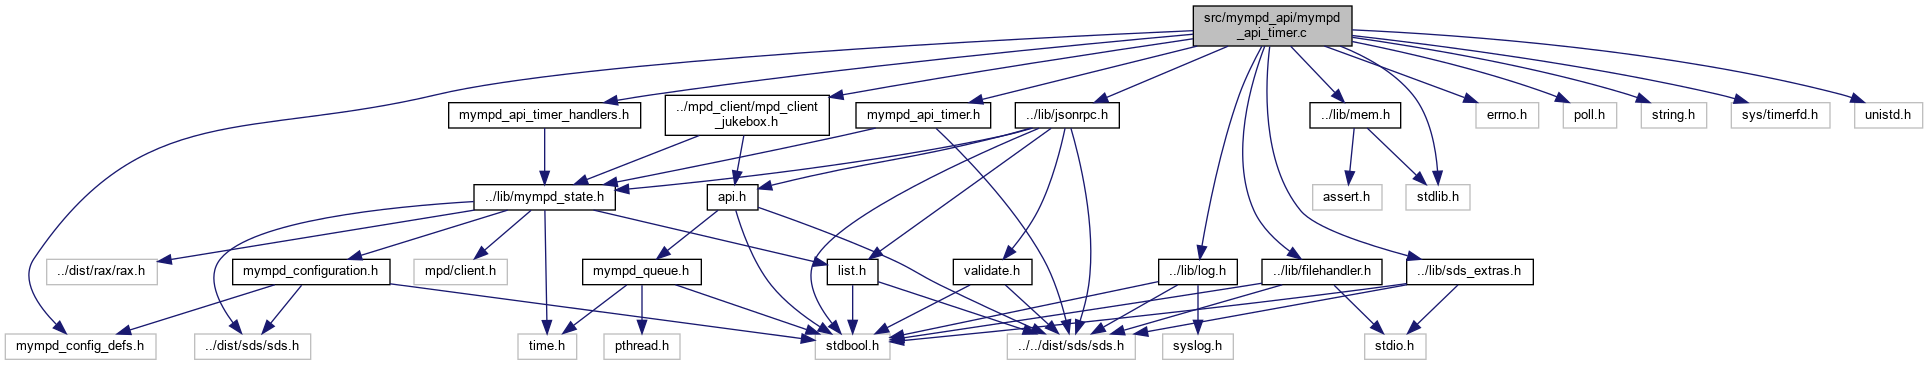 src/mympd_api/mympd
_api_timer.c
mympd_api_timer_handlers.h
../mpd_client/mpd_client
_jukebox.h
mympd_api_timer.h
../lib/jsonrpc.h
../lib/mem.h
errno.h
poll.h
string.h
sys/timerfd.h
unistd.h
../lib/mympd_state.h
api.h
assert.h
stdlib.h
../dist/rax/rax.h
mympd_configuration.h
mpd/client.h
mympd_queue.h
list.h
validate.h
../lib/log.h
../lib/filehandler.h
../lib/sds_extras.h
mympd_config_defs.h
../dist/sds/sds.h
time.h
pthread.h
stdbool.h
../../dist/sds/sds.h
syslog.h
stdio.h